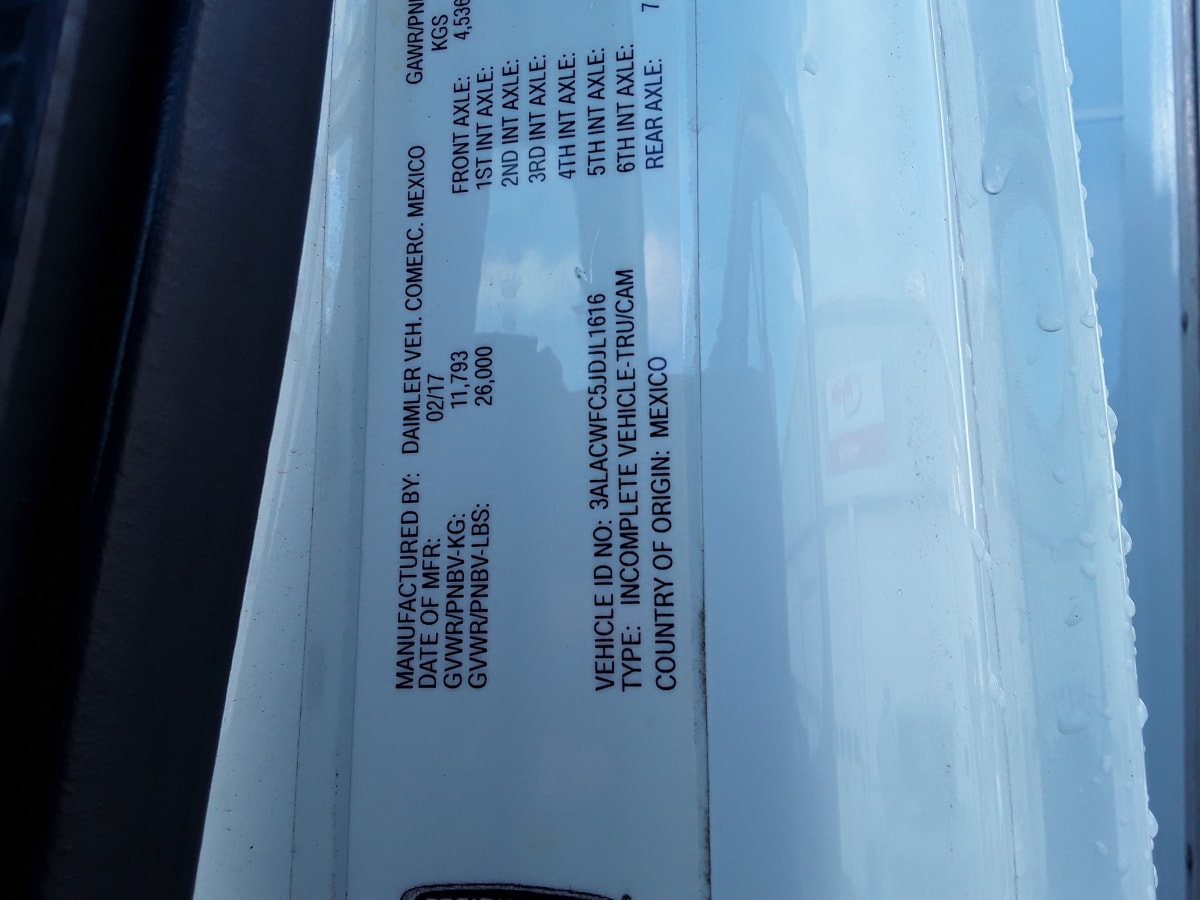 MANUFACTURED BY: DAIMLER VEH. COMERC. MEXICO GAWR/PN
DATE OF MFR: 02/17 KGS
GVWR/PNBV-KG: 11,793 FRONT AXLE: 4,536
GVWR/PNBV-LBS: 26,000 1ST INT AXLE:
2ND INT AXLE:
3RD INT AXLE:
4TH INT AXLE:
5TH INT AXLE:
VEHICLE ID NO: 3ALACWFC5JDJL1616
TYPE: INCOMPLETE VEHICLE-TRU/CAM 6TH INT AXLE:
COUNTRY OF ORIGIN: MEXICO REAR AXLE: 7